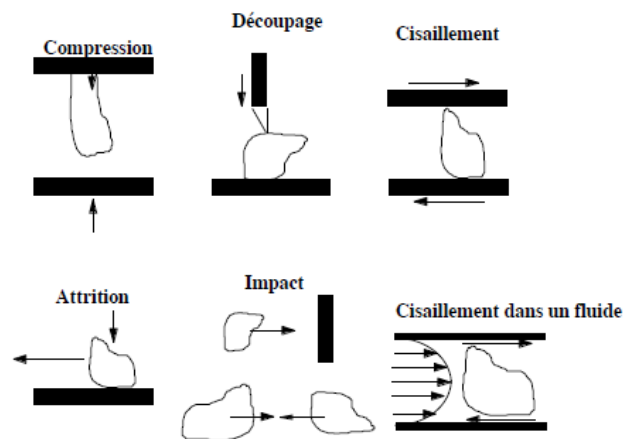 Compression
Découpage
Cisaillement
Attrition
Impact
Cisaillement dans un fluide